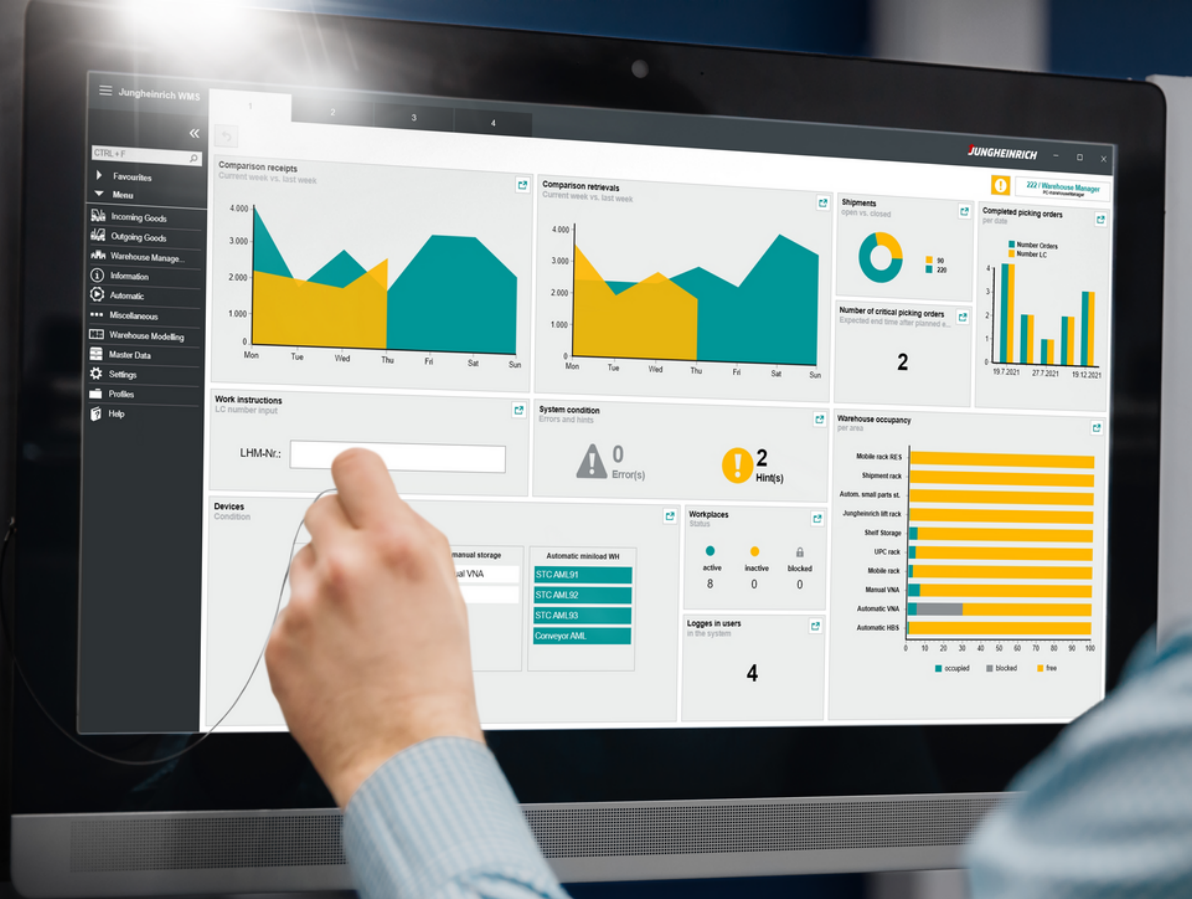 Jungheinrich WMS
1
2
3
4
JUNGHEINRICH
CTRL+F
Favourites
Menu
Incoming Goods
Outgoing Goods
Warehouse Manage...
Information
Automatic
Miscellaneous
Warehouse Modelling
Master Data
Settings
Profiles
Help
222 / Warehouse Manager
Comparison receipts
Current week vs. last week
4.000
3.000
2.000
1.000
0
Mon
Tue
Wed
Thu
Fri
Sat
Sun
Comparison retrievals
Current week vs. last week
4.000
3.000
2.000
1.000
0
Mon
Tue
Wed
Thu
Fri
Sat
Sun
Shipments
open vs. closed
90
220
Number of critical picking orders
Expected end time after planned e...
2
Completed picking orders
per date
Number Orders
Number LC
4
3
2
1
0
19.7.2021
27.7.2021
19.12.2021
Work instructions
LC number input
LHM-Nr.:
System condition
Errors and hints
0
Error(s)
2
Hint(s)
Warehouse occupancy
per area
Mobile rack RES
Shipment rack
Autom. small parts st.
Jungheinrich lift rack
Shelf Storage
UPC rack
Mobile rack
Manual VNA
Automatic VNA
Automatic HBS
0 10 20 30 40 50 60 70 80 90 100
occupied
blocked
free
Devices
Condition
manual storage
ual VNA
Automatic miniload WH
STC AML91
STC AML92
STC AML93
Conveyor AML
Workplaces
Status
active
inactive
blocked
8
0
0
Logges in users
in the system
4